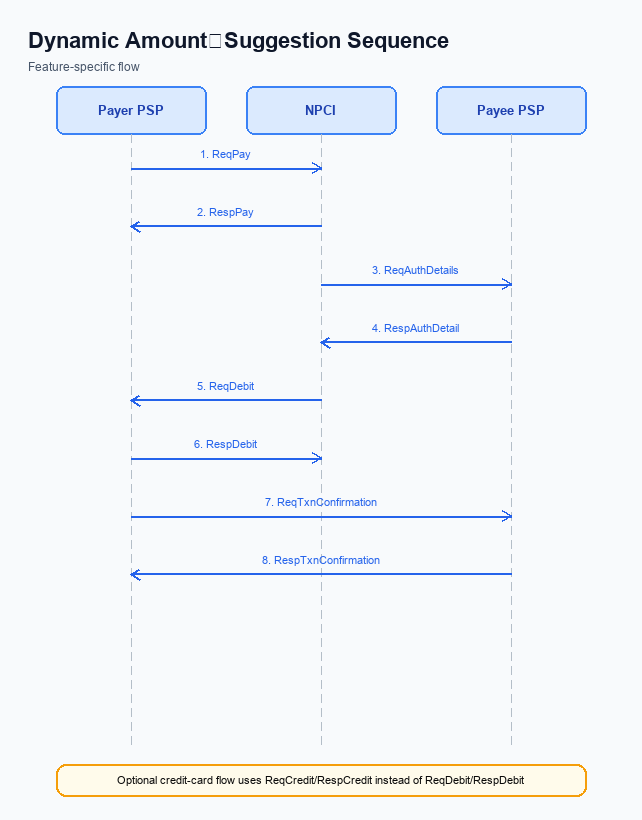 Dynamic Amount□Suggestion Sequence
Feature-specific flow
Payer PSP
NPCI
Payee PSP
1. ReqPay
2. RespPay
3. ReqAuthDetails
4. RespAuthDetail
5. ReqDebit
6. RespDebit
7. ReqTxnConfirmation
8. RespTxnConfirmation
Optional credit-card flow uses ReqCredit/RespCredit instead of ReqDebit/RespDebit